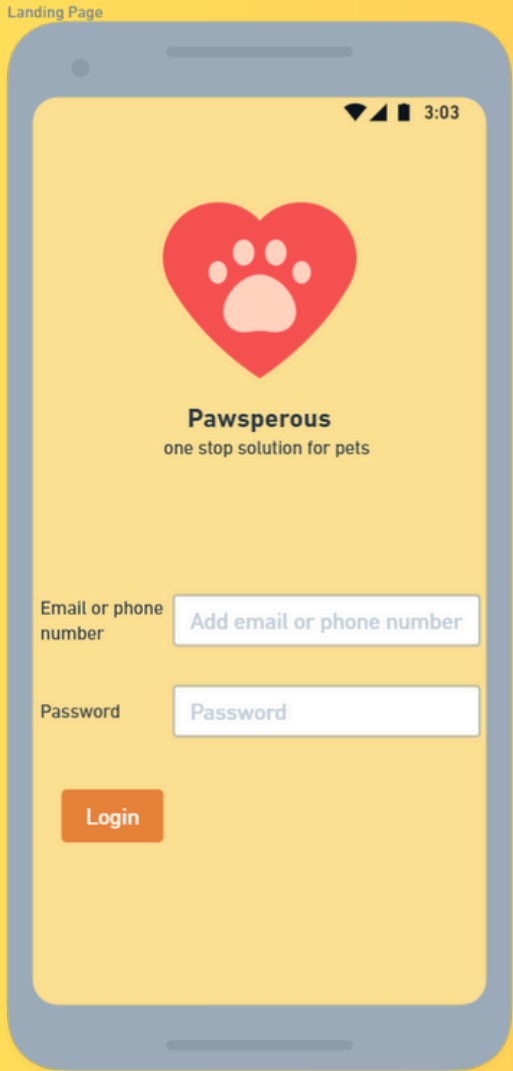 Landing Page
3:03
Pawsperous
one stop solution for pets
Email or phone
number
Add email or phone number
Password
Password
Login